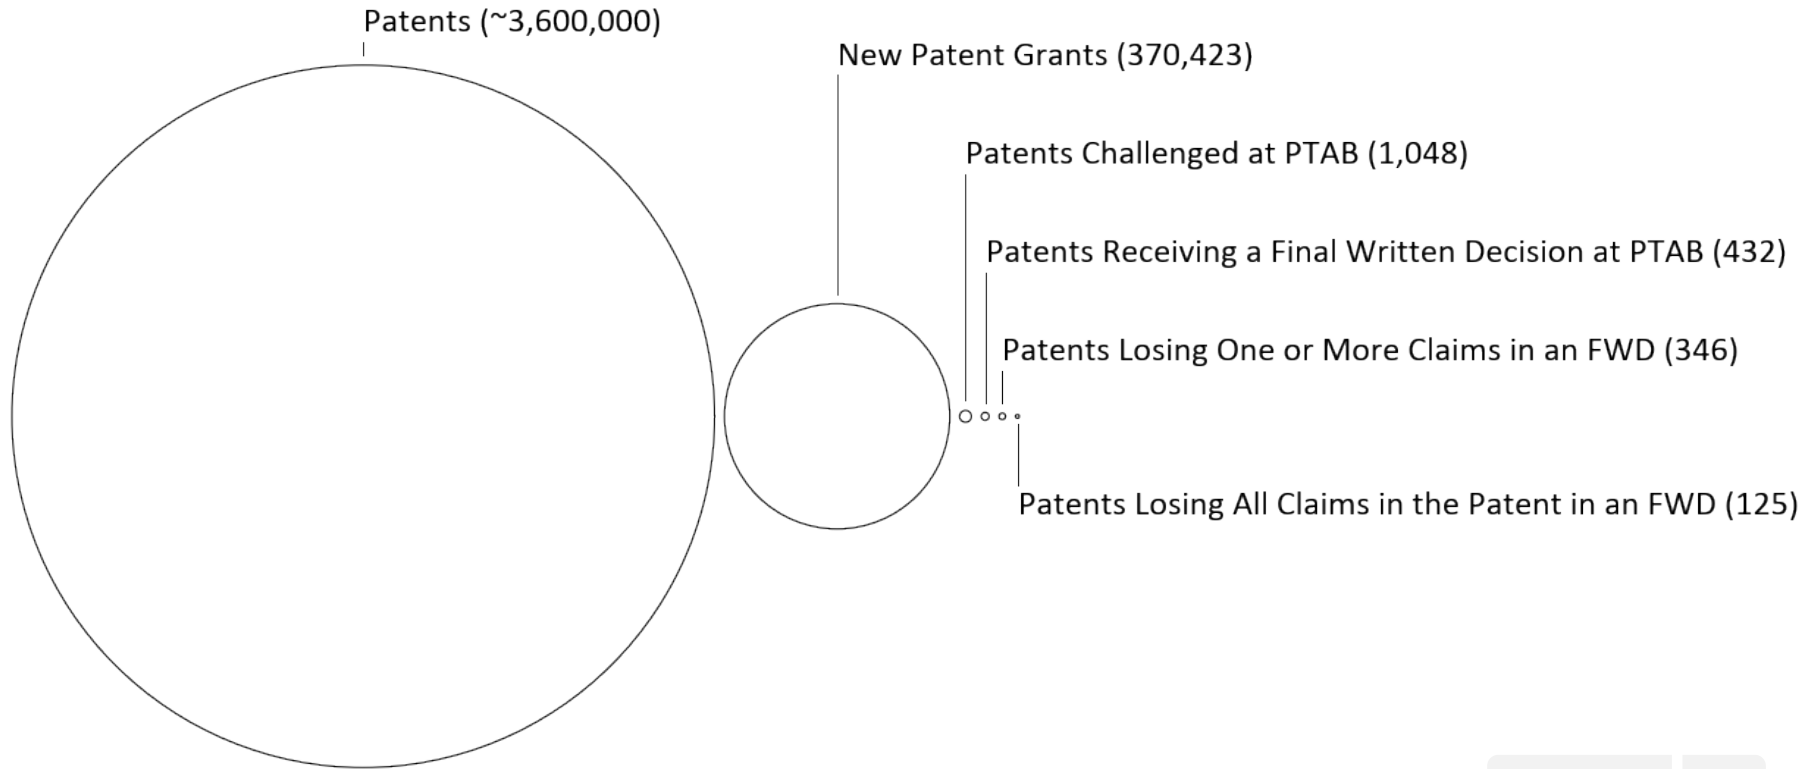 Patents (~3,600,000)
New Patent Grants (370,423)
Patents Challenged at PTAB (1,048)
Patents Receiving a Final Written Decision at PTAB (432)
Patents Losing One or More Claims in an FWD (346)
Patents Losing All Claims in the Patent in an FWD (125)